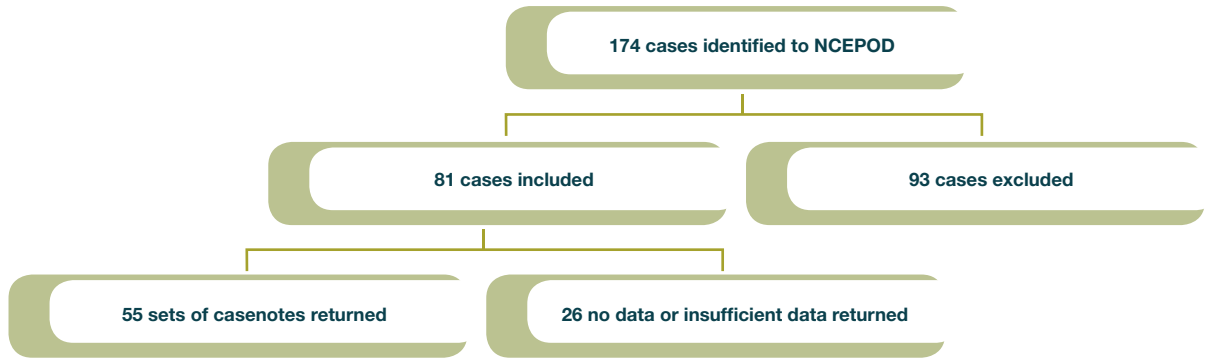 174 cases identified to NCEPOD
81 cases included
93 cases excluded
55 sets of casenotes returned
26 no data or insufficient data returned